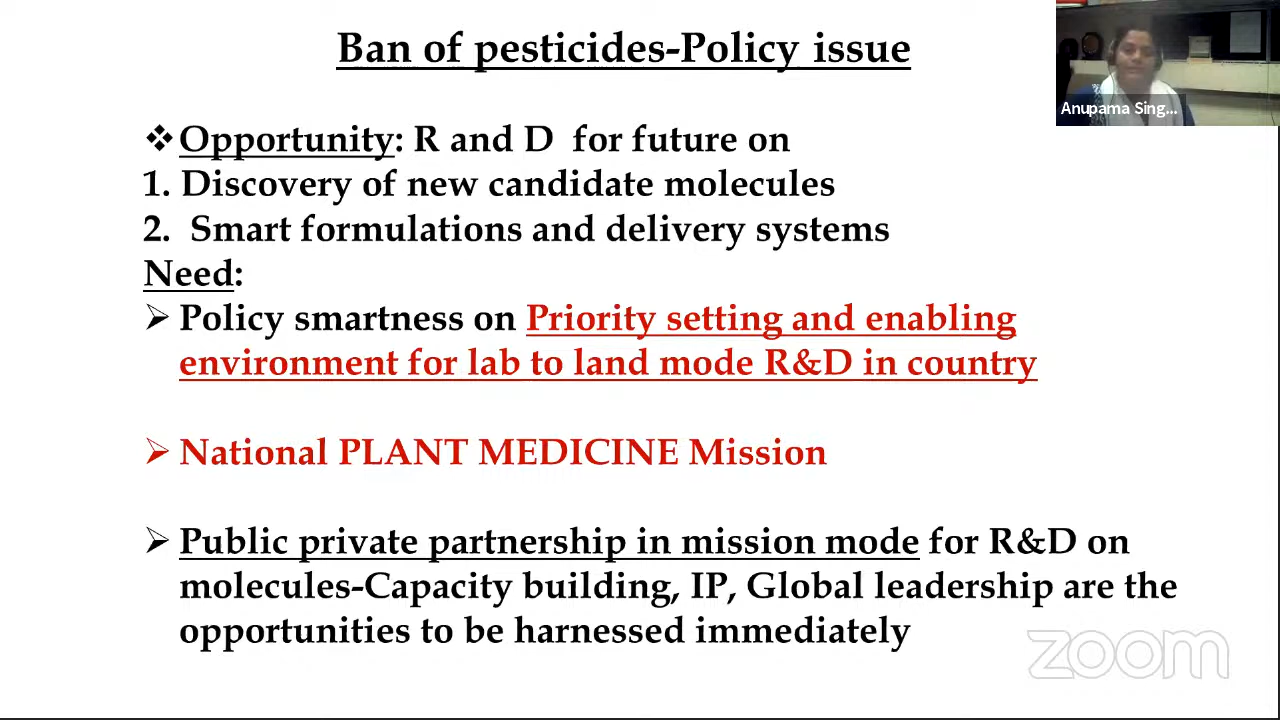 Ban of pesticides-Policy issue
Anupama Sing...
❖Opportunity: R and D for future on
1. Discovery of new candidate molecules
2. Smart formulations and delivery systems
Need:
➢ Policy smartness on Priority setting and enabling
environment for lab to land mode R&D in country
➢ National PLANT MEDICINE Mission
➢ Public private partnership in mission mode for R&D on
molecules-Capacity building, IP, Global leadership are the
opportunities to be harnessed immediately
zoom